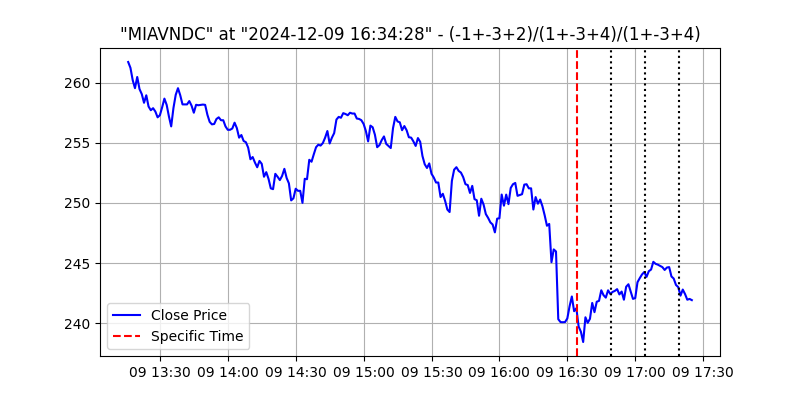 "MIAVNDC" at "2024-12-09 16:34:28" - (-1+-3+2)/(1+-3+4)/(1+-3+4)
260
255
250
245
240
Close Price
Specific Time
09 13:30 09 14:00 09 14:30 09 15:00 09 15:30 09 16:00 09 16:30 09 17:00 09 17:30